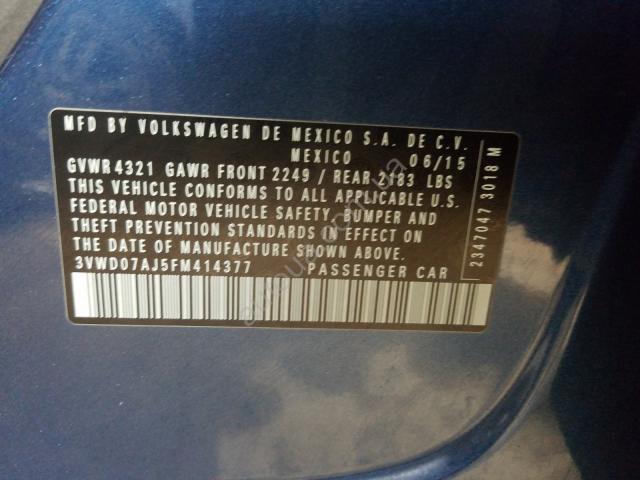 MFD BY VOLKSWAGEN DE MEXICO S.A. DE C.V.
MEXICO 06/15
GVWR 4321 GAWR FRONT 2249 / REAR 2183 LBS
THIS VEHICLE CONFORMS TO ALL APPLICABLE U.S.
FEDERAL MOTOR VEHICLE SAFETY, BUMPER AND
THEFT PREVENTION STANDARDS IN EFFECT ON
THE DATE OF MANUFACTURE SHOWN ABOVE.
3VWD07AJ5FM414377 PASSENGER CAR
2347047 3018 M